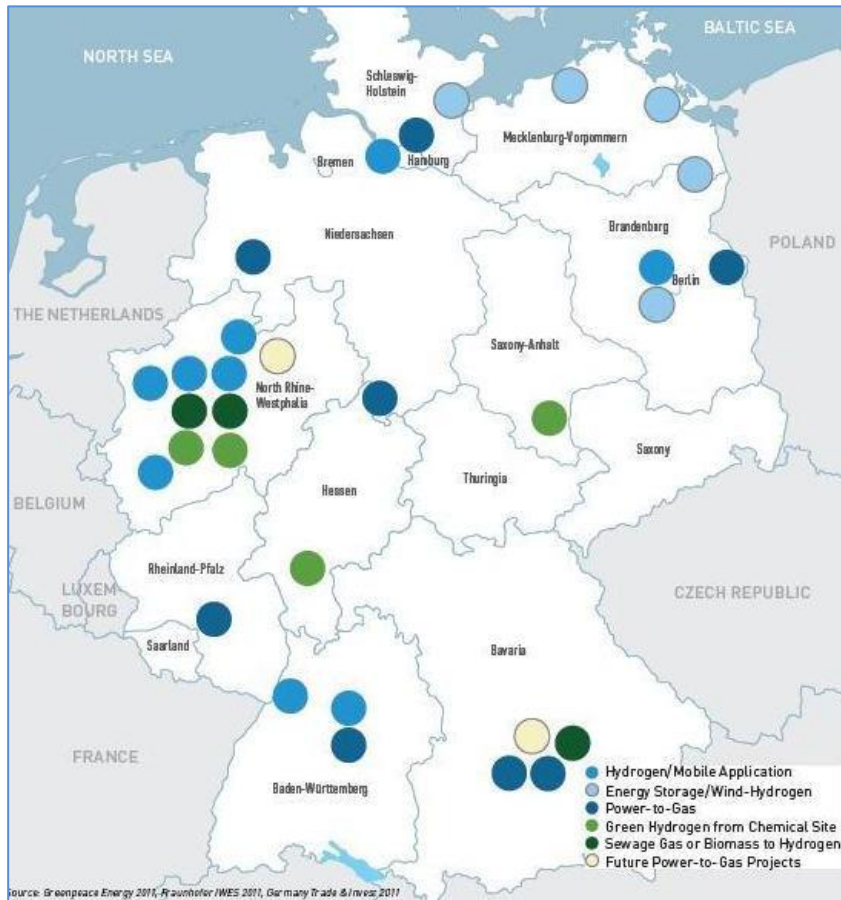 BALTIC SEA
NORTH SEA
Schleswig-
Holstein
Mecklenburg-Vorpommern
Bremen
Hamburg
Brandenburg
Niedersachsen
POLAND
Berlin
THE NETHERLANDS
Saxony-Anhalt
North Rhine-
Westphalia
Saxony
Thuringia
Hessen
BELGIUM
Rheinland-Pfalz
CZECH REPUBLIC
LUXEM-
BOURG
Saarland
Bavaria
FRANCE
Baden-Württemberg
Hydrogen/Mobile Application
Energy Storage/Wind-Hydrogen
Power-to-Gas
Green Hydrogen from Chemical Site
Sewage Gas or Biomass to Hydrogen
Future Power-to-Gas Projects
Source: Greenpeace Energy 2011, Fraunhofer IWES 2011, Germany Trade & Invest 2011